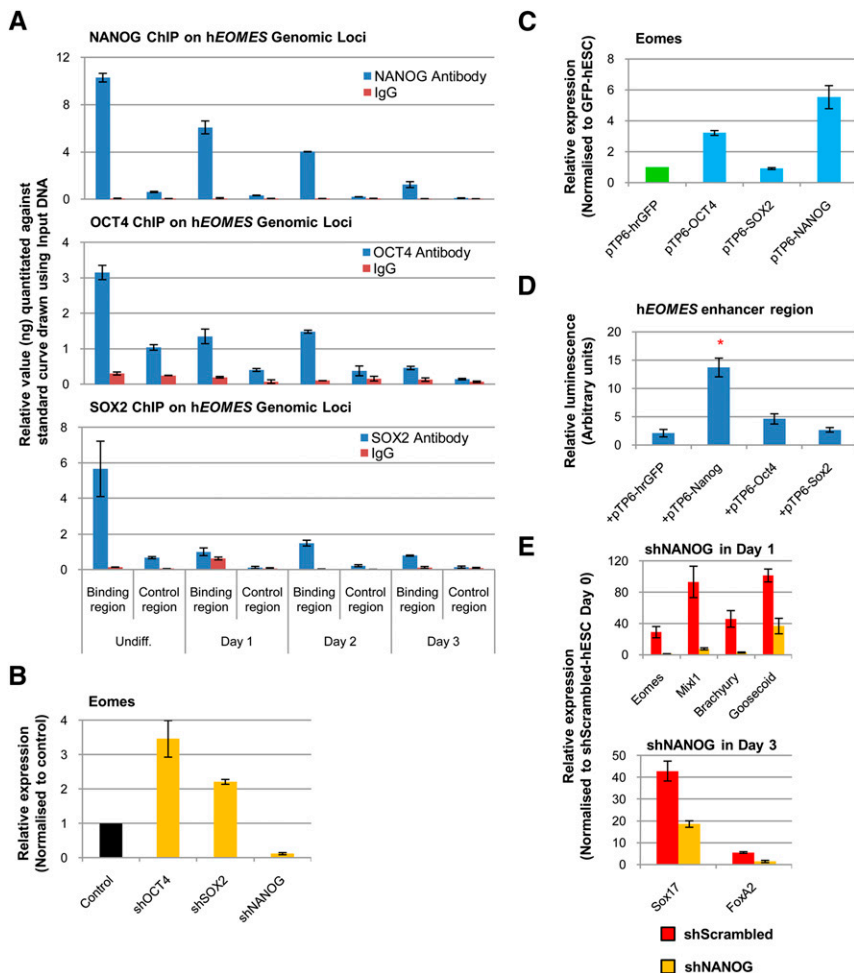 A
NANOG ChIP on hEOMES Genomic Loci
12
8
4
0
NANOG Antibody
IgG
OCT4 ChIP on hEOMES Genomic Loci
4
3
2
1
0
OCT4 Antibody
IgG
SOX2 ChIP on hEOMES Genomic Loci
8
6
4
2
0
SOX2 Antibody
IgG
Relative value (ng) quantitated against
standard curve drawn using Input DNA
Binding region
Control region
Binding region
Control region
Binding region
Control region
Binding region
Control region
Undiff.
Day 1
Day 2
Day 3
B
Eomes
Relative expression
(Normalised to control)
4
3
2
1
0
Control
shOCT4
shSOX2
shNANOG
C
Eomes
Relative expression
(Normalised to GFP-hESC)
8
6
4
2
0
pTP6-hrGFP
pTP6-OCT4
pTP6-SOX2
pTP6-NANOG
D
hEOMES enhancer region
Relative luminescence
(Arbitrary units)
20
15
10
5
0
*
+pTP6-hrGFP
+pTP6-Nanog
+pTP6-Oct4
+pTP6-Sox2
E
shNANOG in Day 1
Relative expression
(Normalised to shScrambled-hESC Day 0)
120
80
40
0
Eomes
Mixl1
Brachyury
Goosecoid
shNANOG in Day 3
50
40
30
20
10
0
Sox17
FoxA2
shScrambled
shNANOG